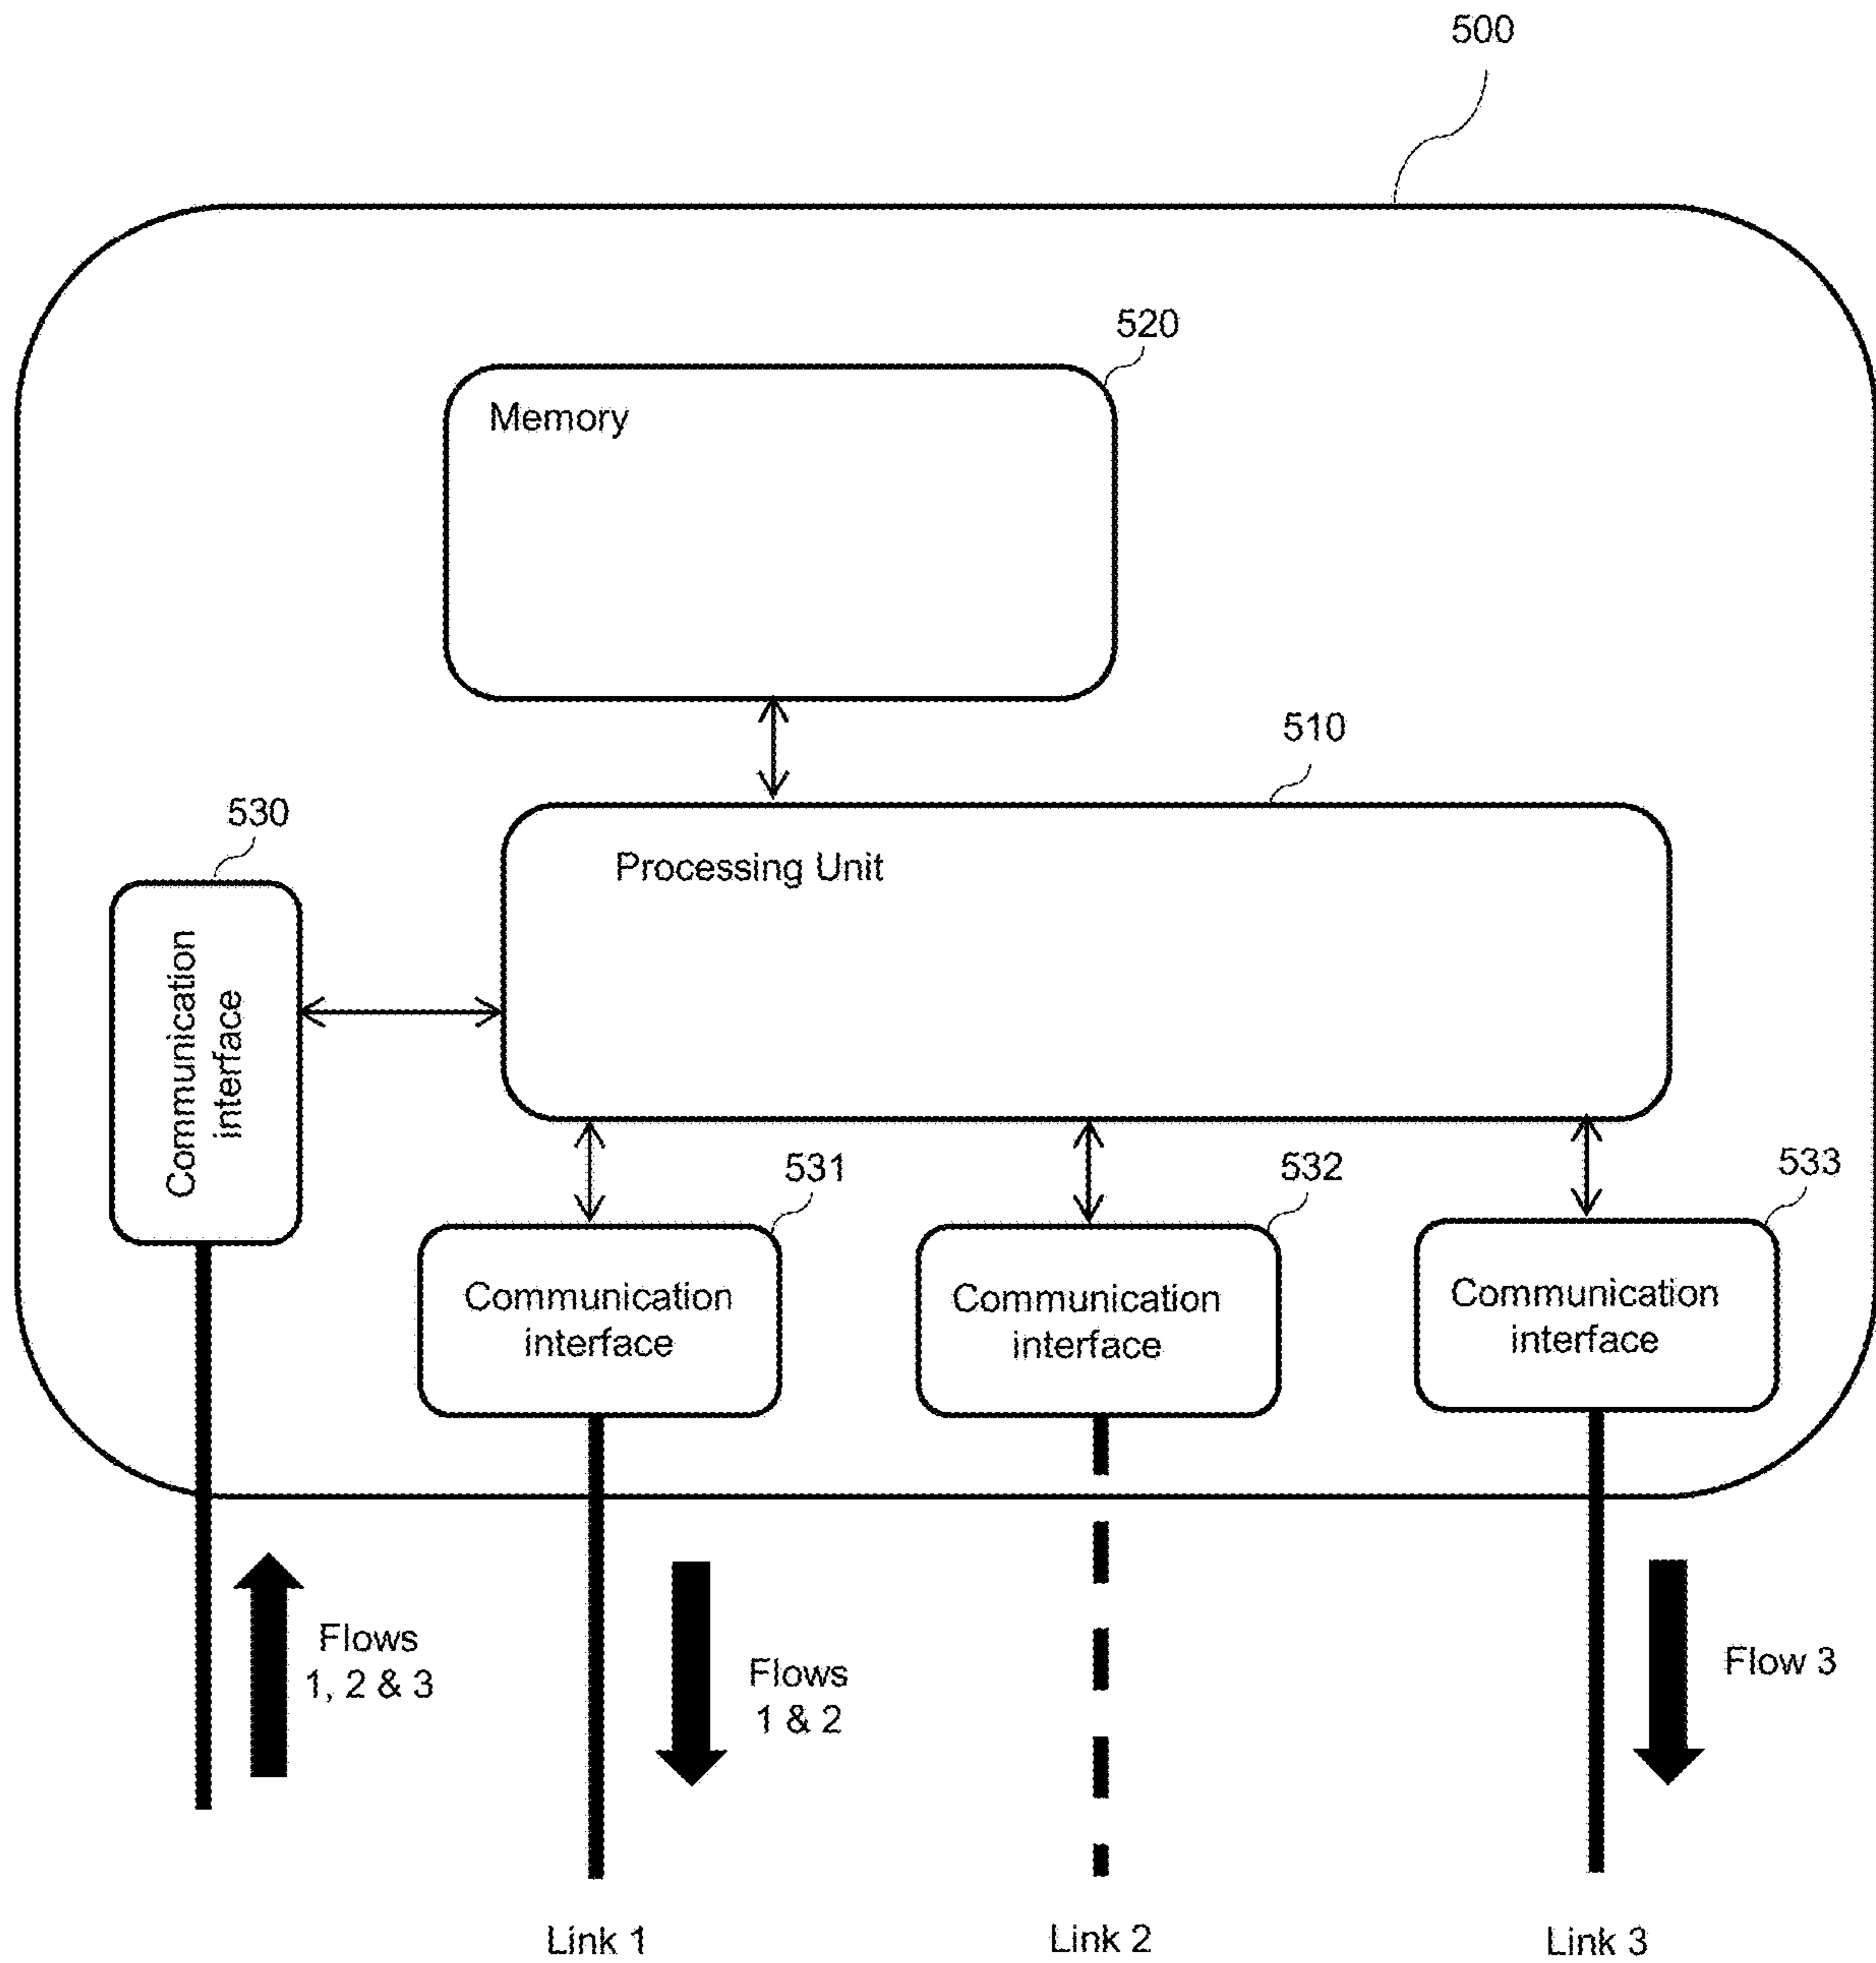 500
520
Memory
510
530
Processing Unit
Communication
interface
531
532
533
Communication
interface
Communication
interface
Communication
interface
Flows
1, 2 & 3
Flows
1 & 2
Flow 3
Link 1
Link 2
Link 3